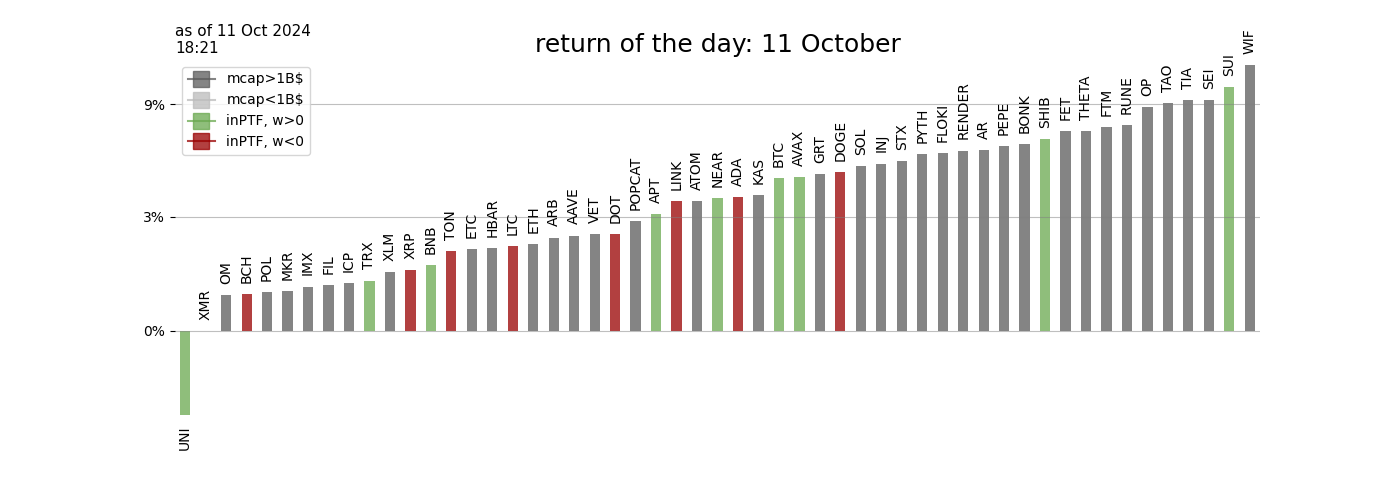 as of 11 Oct 2024
18:21
return of the day: 11 October
mcap>1B$
mcap<1B$
inPTF, w>0
inPTF, w<0
9%
3%
0%
UNI
XMR
OM
BCH
POL
MKR
IMX
FIL
ICP
TRX
XLM
XRP
BNB
TON
ETC
HBAR
LTC
ETH
ARB
AAVE
VET
DOT
POPCAT
APT
LINK
ATOM
NEAR
ADA
KAS
BTC
AVAX
GRT
DOGE
SOL
INJ
STX
PYTH
FLOKI
RENDER
AR
PEPE
BONK
SHIB
FET
THETA
FTM
RUNE
OP
TAO
TIA
SEI
SUI
WIF